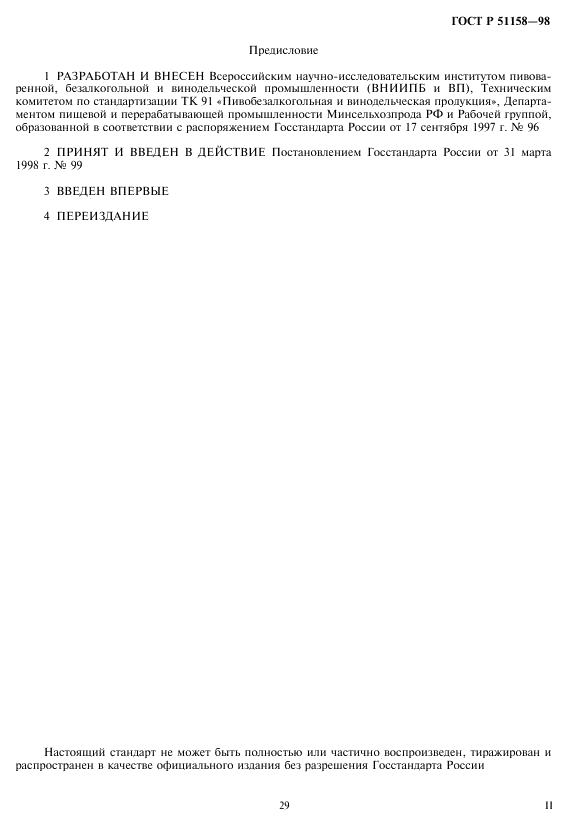 ГОСТ Р 51158—98
Предисловие
1 РАЗРАБОТАН И ВНЕСЕН Всероссийским научно-исследовательским институтом пивова-
ренной, безалкогольной и винодельческой промышленности (ВНИИПБ и ВП), Техническим
комитетом по стандартизации ТК 91 «Пивобезалкогольная и винодельческая продукция», Департа-
ментом пищевой и перерабатывающей промышленности Минсельхозпрода РФ и Рабочей группой,
образованной в соответствии с распоряжением Госстандарта России от 17 сентября 1997 г. № 96
2 ПРИНЯТ И ВВЕДЕН В ДЕЙСТВИЕ Постановлением Госстандарта России от 31 марта
1998 г. № 99
3 ВВЕДЕН ВПЕРВЫЕ
4 ПЕРЕИЗДАНИЕ
Настоящий стандарт не может быть полностью или частично воспроизведен, тиражирован и
распространен в качестве официального издания без разрешения Госстандарта России
29 II